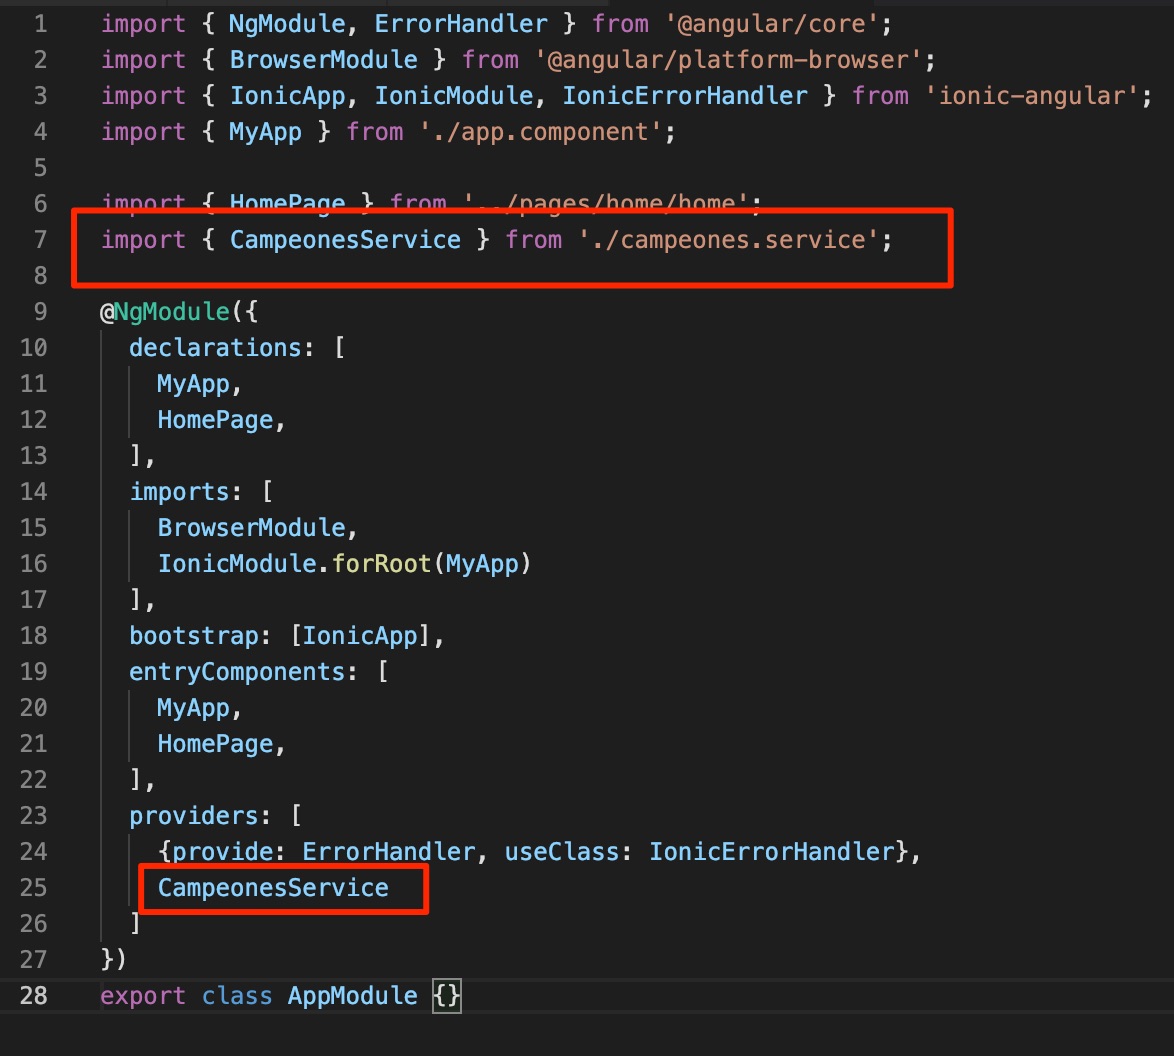 1 import { NgModule, ErrorHandler } from '@angular/core';
2 import { BrowserModule } from '@angular/platform-browser';
3 import { IonicApp, IonicModule, IonicErrorHandler } from 'ionic-angular';
4 import { MyApp } from './app.component';
5
6 import { HomePage } from '../pages/home/home';
7 import { CampeonesService } from './campeones.service';
8
9 @NgModule({
10   declarations: [
11     MyApp,
12     HomePage,
13   ],
14   imports: [
15     BrowserModule,
16     IonicModule.forRoot(MyApp)
17   ],
18   bootstrap: [IonicApp],
19   entryComponents: [
20     MyApp,
21     HomePage,
22   ],
23   providers: [
24     {provide: ErrorHandler, useClass: IonicErrorHandler},
25     CampeonesService
26   ]
27 })
28 export class AppModule {}